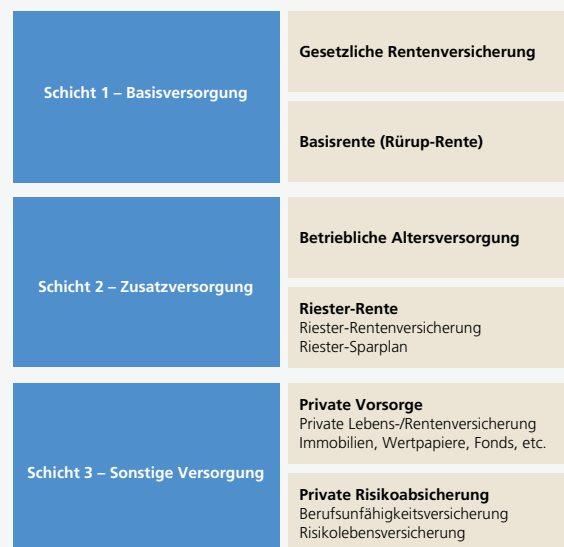 Schicht 1 – Basisversorgung
Gesetzliche Rentenversicherung
Basisrente (Rürup-Rente)
Schicht 2 – Zusatzversorgung
Betriebliche Altersversorgung
Riester-Rente
Riester-Rentenversicherung
Riester-Sparplan
Schicht 3 – Sonstige Versorgung
Private Vorsorge
Private Lebens-/Rentenversicherung
Immobilien, Wertpapiere, Fonds, etc.
Private Risikoabsicherung
Berufsunfähigkeitsversicherung
Risikolebensversicherung